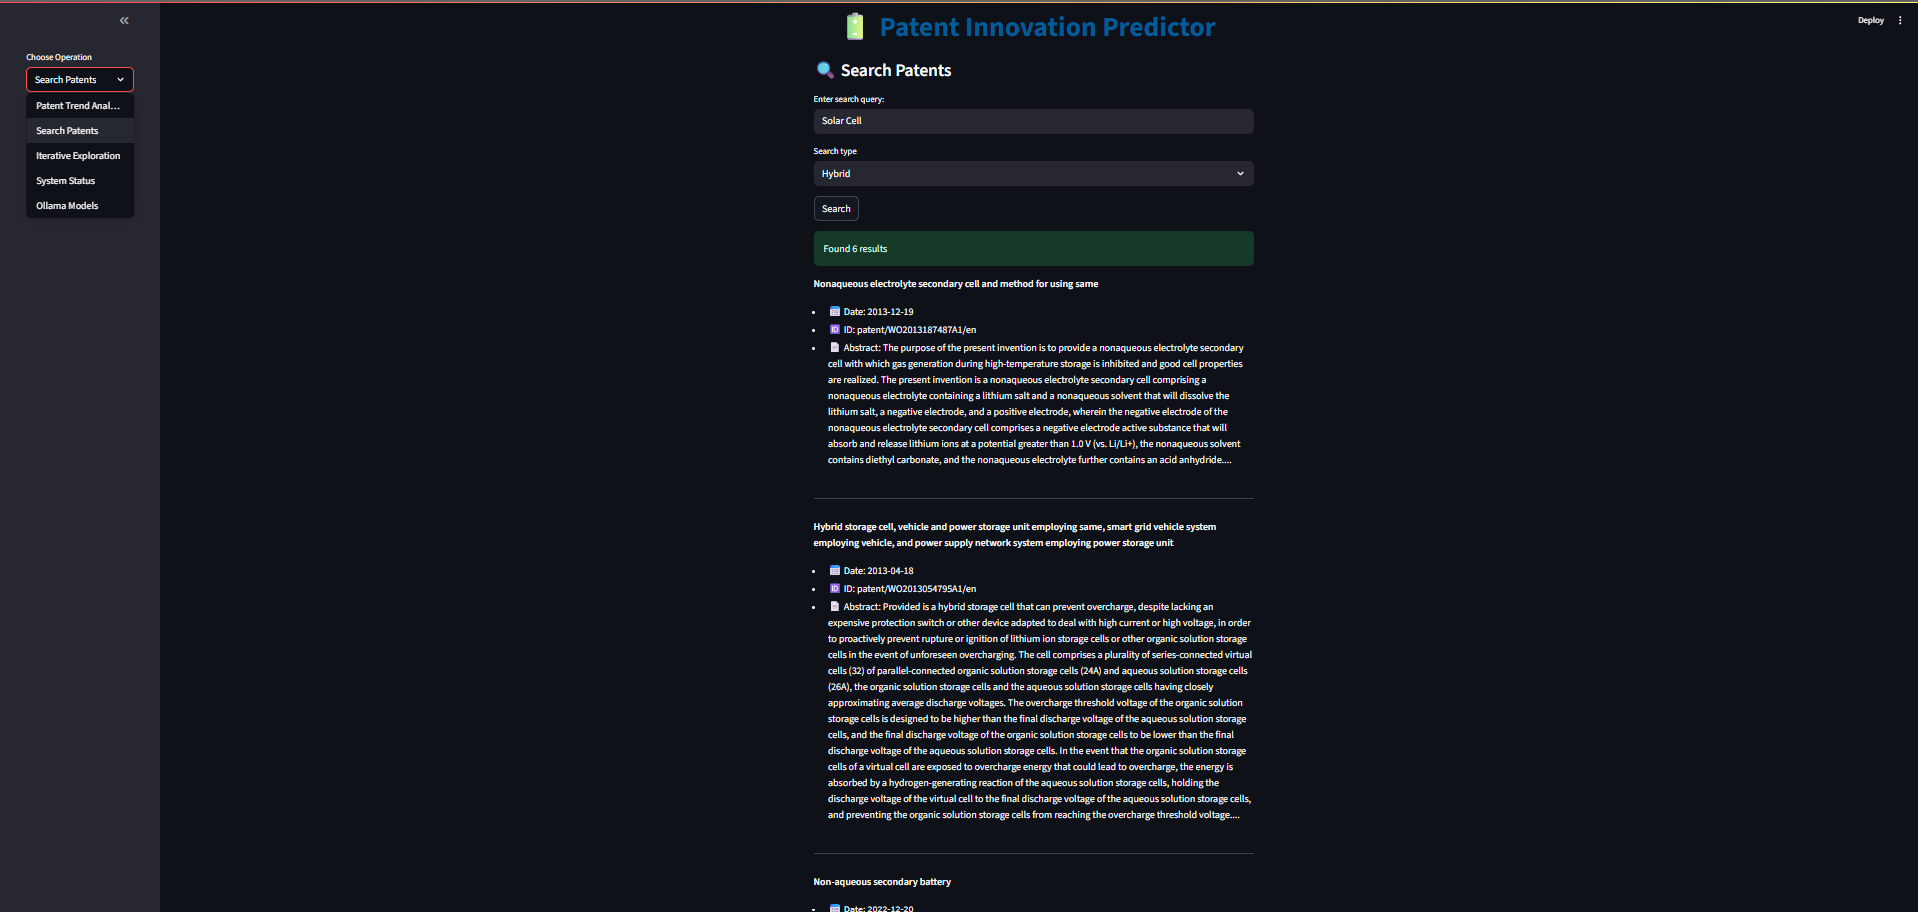 Choose Operation
Search Patents
Patent Trend Anal...
Search Patents
Iterative Exploration
System Status
Ollama Models
Deploy
Patent Innovation Predictor
Search Patents
Enter search query:
Solar Cell
Search type
Hybrid
Search
Found 6 results
Nonaqueous electrolyte secondary cell and method for using same
Date: 2013-12-19
ID: patent/WO2013187487A1/en
Abstract: The purpose of the present invention is to provide a nonaqueous electrolyte secondary
cell with which gas generation during high-temperature storage is inhibited and good cell properties
are realized. The present invention is a nonaqueous electrolyte secondary cell comprising a
nonaqueous electrolyte containing a lithium salt and a nonaqueous solvent that will dissolve the
lithium salt, a negative electrode, and a positive electrode, wherein the negative electrode of the
nonaqueous electrolyte secondary cell comprises a negative electrode active substance that will
absorb and release lithium ions at a potential greater than 1.0 V (vs. Li/Li+), the nonaqueous solvent
contains diethyl carbonate, and the nonaqueous electrolyte further contains an acid anhydride....
Hybrid storage cell, vehicle and power storage unit employing same, smart grid vehicle system
employing vehicle, and power supply network system employing power storage unit
Date: 2013-04-18
ID: patent/WO2013054795A1/en
Abstract: Provided is a hybrid storage cell that can prevent overcharge, despite lacking an
expensive protection switch or other device adapted to deal with high current or high voltage, in order
to proactively prevent rupture or ignition of lithium ion storage cells or other organic solution storage
cells in the event of unforeseen overcharging. The cell comprises a plurality of series-connected virtual
cells (32) of parallel-connected organic solution storage cells (24A) and aqueous solution storage cells
(26A), the organic solution storage cells and the aqueous solution storage cells having closely
approximating average discharge voltages. The overcharge threshold voltage of the organic solution
storage cells is designed to be higher than the final discharge voltage of the aqueous solution storage
cells, and the final discharge voltage of the organic solution storage cells to be lower than the final
discharge voltage of the aqueous solution storage cells. In the event that the organic solution storage
cells of a virtual cell are exposed to overcharge energy that could lead to overcharge, the energy is
absorbed by a hydrogen-generating reaction of the aqueous solution storage cells, holding the
discharge voltage of the virtual cell to the final discharge voltage of the aqueous solution storage cells,
and preventing the organic solution storage cells from reaching the overcharge threshold voltage....
Non-aqueous secondary battery
Date: 2022-12-20